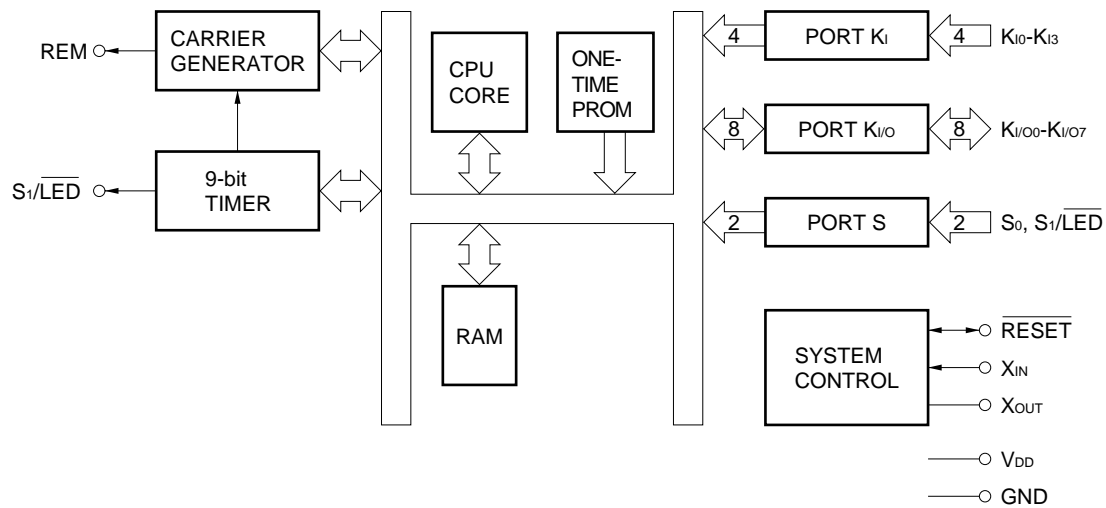 REM
CARRIER
GENERATOR
S1/LED
9-bit
TIMER
CPU
CORE
ONE-
TIME
PROM
RAM
4
PORT KI
4
KI0-KI3
8
PORT KI/O
8
KI/O0-KI/O7
2
PORT S
2
S0, S1/LED
SYSTEM
CONTROL
RESET
XIN
XOUT
VDD
GND